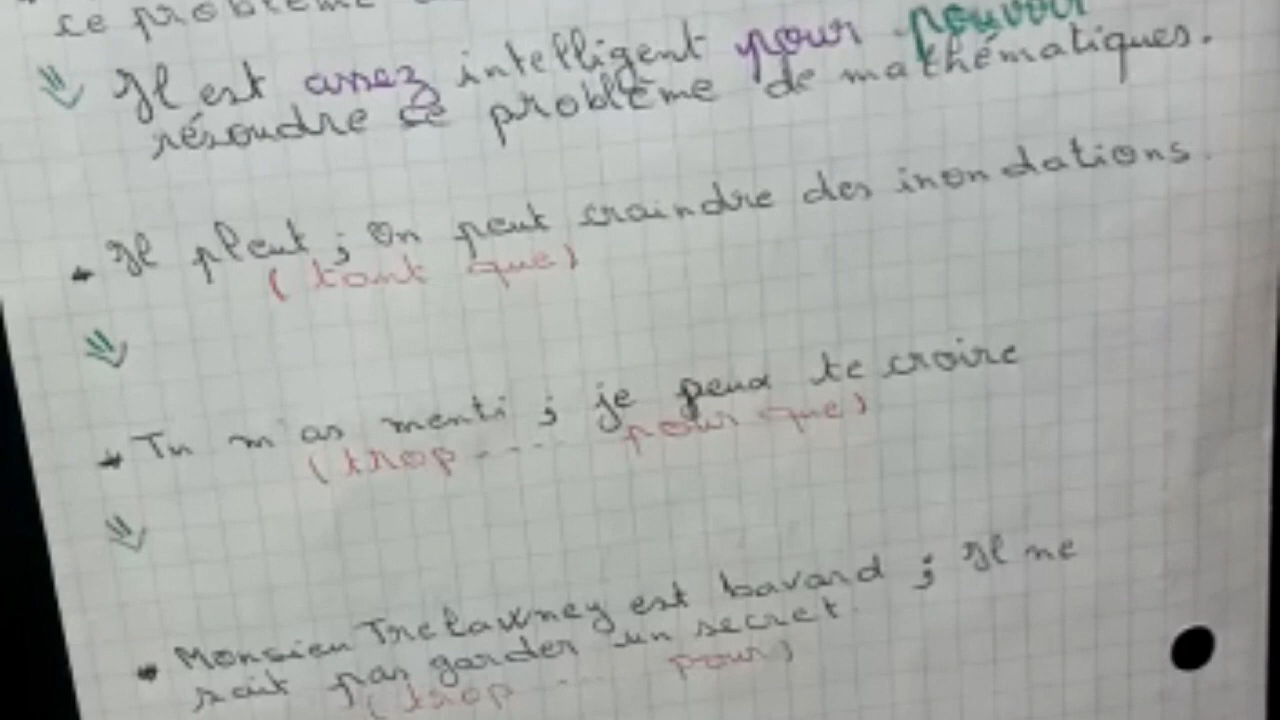 ce problème
Il est assez intelligent pour pouvoir
résoudre ce problème de mathématiques.
Il pleut ; On peut craindre des inondations.
(tant que)
Tu m'as menti ; je peux te croire
(trop ---- pour que)
Monsieu Trelawney est bavard ; Il ne
sait pas garder un secret.
(trop ---- pour)